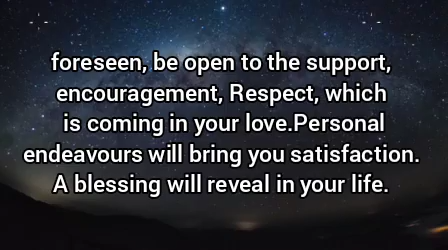 foreseen, be open to the support,
encouragement, Respect, which
is coming in your love.Personal
endeavours will bring you satisfaction.
A blessing will reveal in your life.